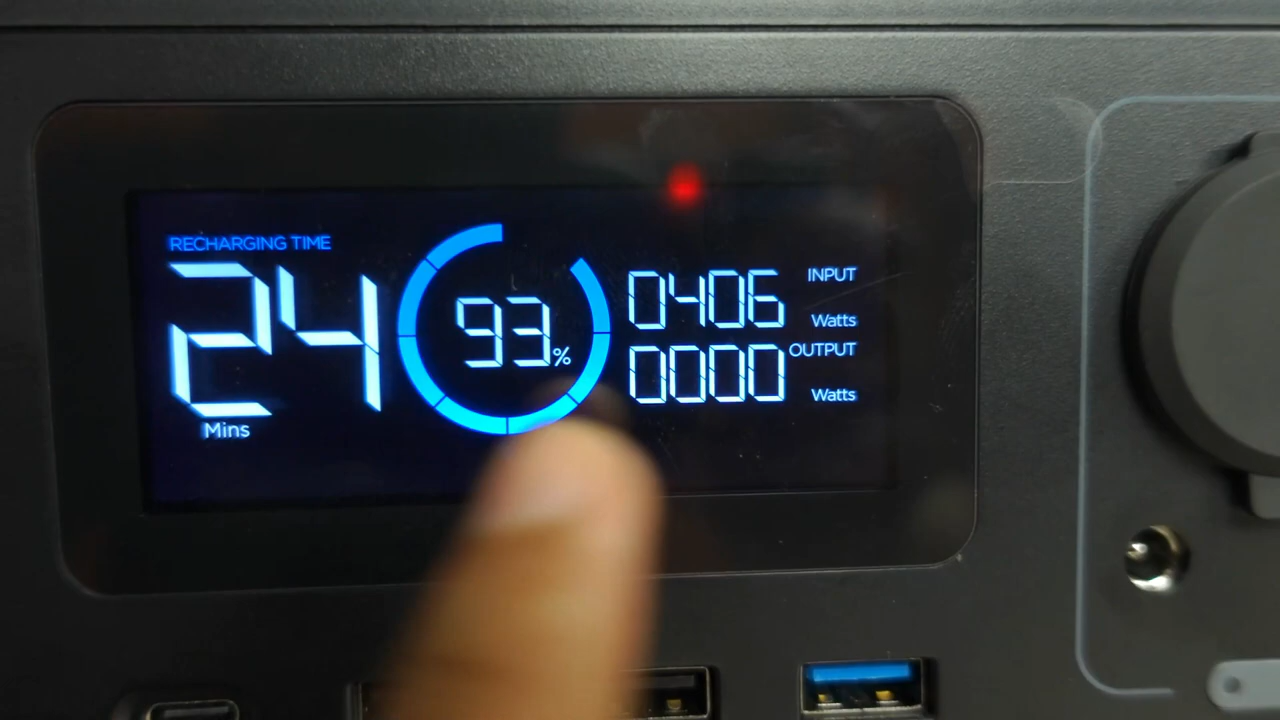 RECHARGING TIME
24
Mins
93%
0406 INPUT
Watts
0000 OUTPUT
Watts